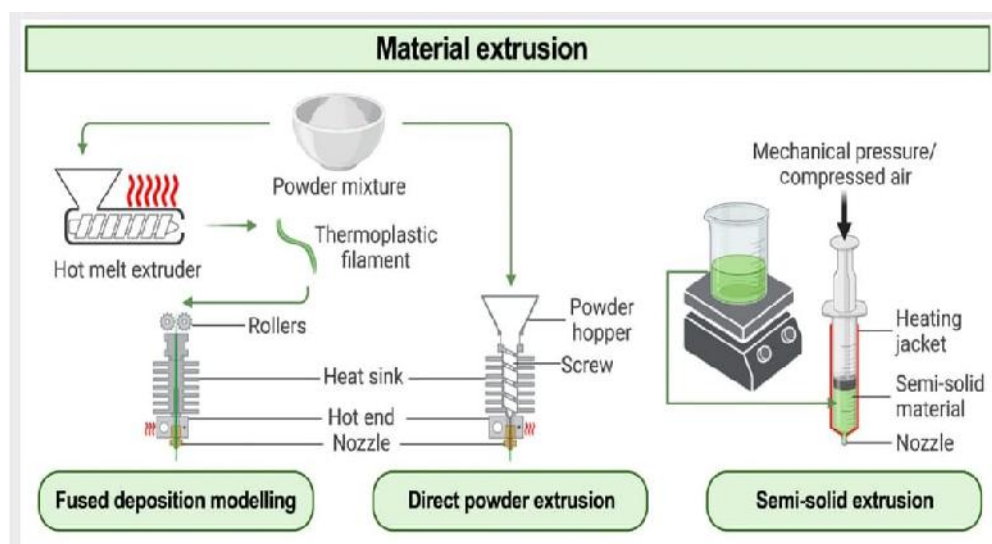 Material extrusion
Powder mixture
Mechanical pressure/
compressed air
Hot melt extruder
Thermoplastic
filament
Rollers
Powder
hopper
Screw
Heat sink
Hot end
Nozzle
Heating
jacket
Semi-solid
material
Nozzle
Fused deposition modelling
Direct powder extrusion
Semi-solid extrusion